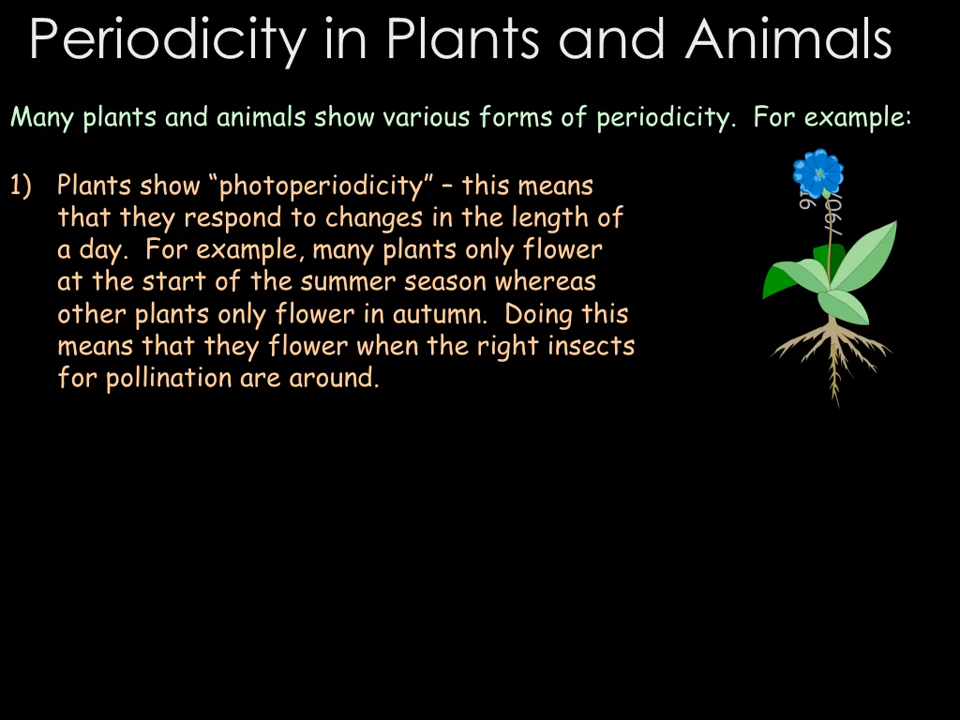 Periodicity in Plants and Animals
Many plants and animals show various forms of periodicity. For example:
1) Plants show “photoperiodicity” – this means
that they respond to changes in the length of
a day. For example, many plants only flower
at the start of the summer season whereas
other plants only flower in autumn. Doing this
means that they flower when the right insects
for pollination are around.